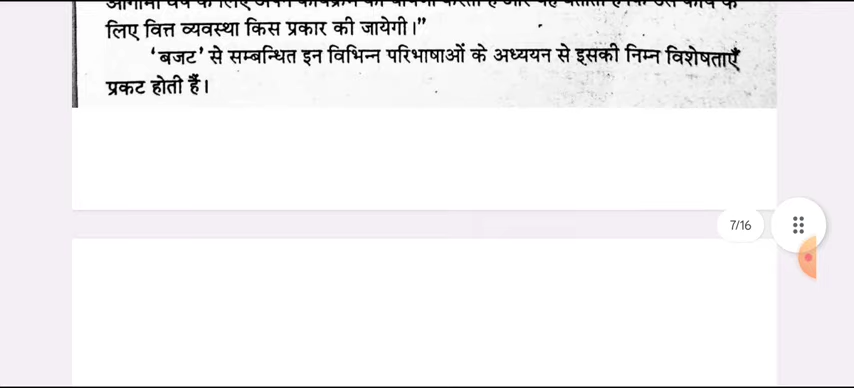 लिए वित्त व्यवस्था किस प्रकार की जायेगी।”
‘बजट’ से सम्बन्धित इन विभिन्न परिभाषाओं के अध्ययन से इसकी निम्न विशेषताएँ
प्रकट होती हैं।
7/16